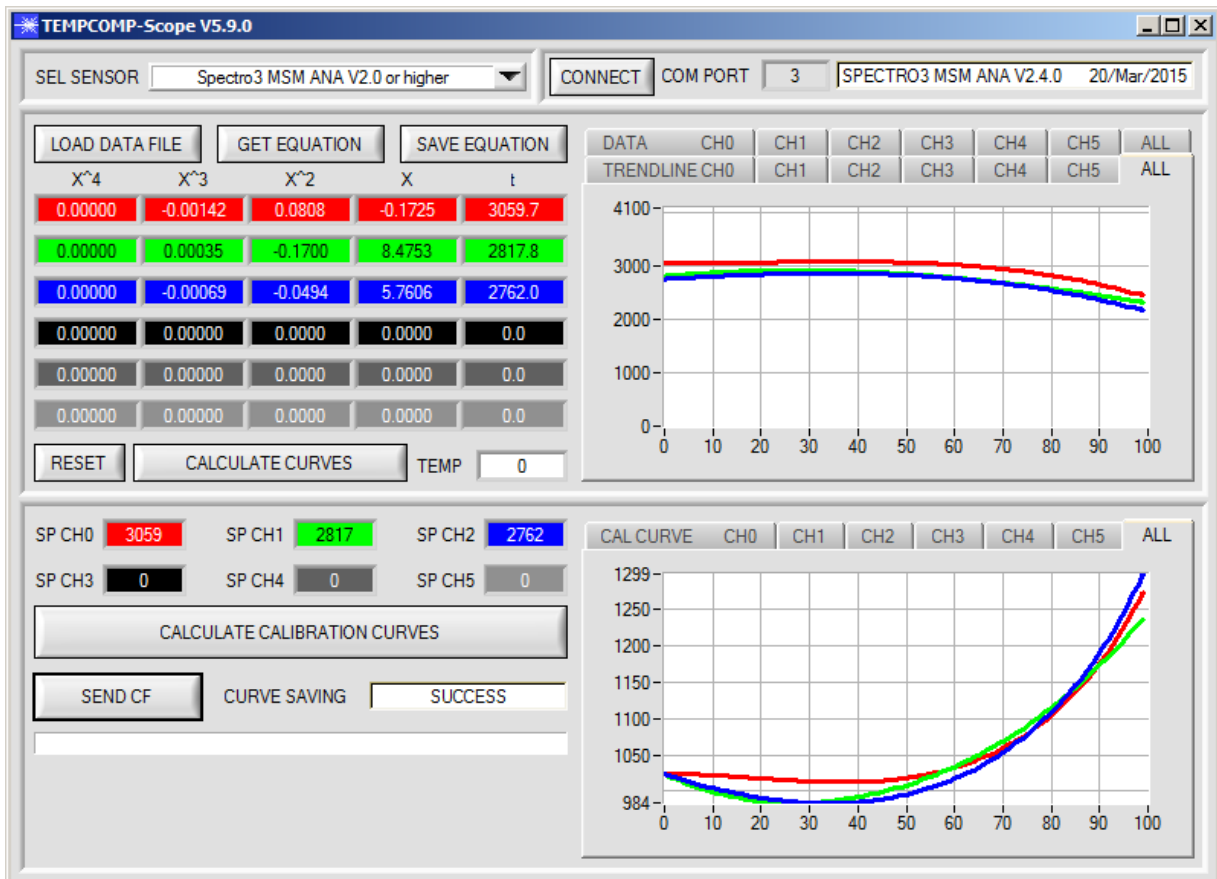 TEMPCOMP-Scope V5.9.0
SEL SENSOR Spectro3 MSM ANA V2.0 or higher CONNECT COM PORT 3 SPECTRO3 MSM ANA V2.4.0 20/Mar/2015
LOAD DATA FILE GET EQUATION SAVE EQUATION
X^4 X^3 X^2 X t
0.00000 -0.00142 0.0808 -0.1725 3059.7
0.00000 0.00035 -0.1700 8.4753 2817.8
0.00000 -0.00069 -0.0494 5.7606 2762.0
0.00000 0.00000 0.0000 0.0000 0.0
0.00000 0.00000 0.0000 0.0000 0.0
0.00000 0.00000 0.0000 0.0000 0.0
RESET CALCULATE CURVES TEMP 0
DATA CH0 CH1 CH2 CH3 CH4 CH5 ALL
TRENDLINE CH0 CH1 CH2 CH3 CH4 CH5 ALL
4100
3000
2000
1000
0
0 10 20 30 40 50 60 70 80 90 100
SP CH0 3059 SP CH1 2817 SP CH2 2762
SP CH3 0 SP CH4 0 SP CH5 0
CALCULATE CALIBRATION CURVES
SEND CF CURVE SAVING SUCCESS
CAL CURVE CH0 CH1 CH2 CH3 CH4 CH5 ALL
1299
1250
1200
1150
1100
1050
984
0 10 20 30 40 50 60 70 80 90 100